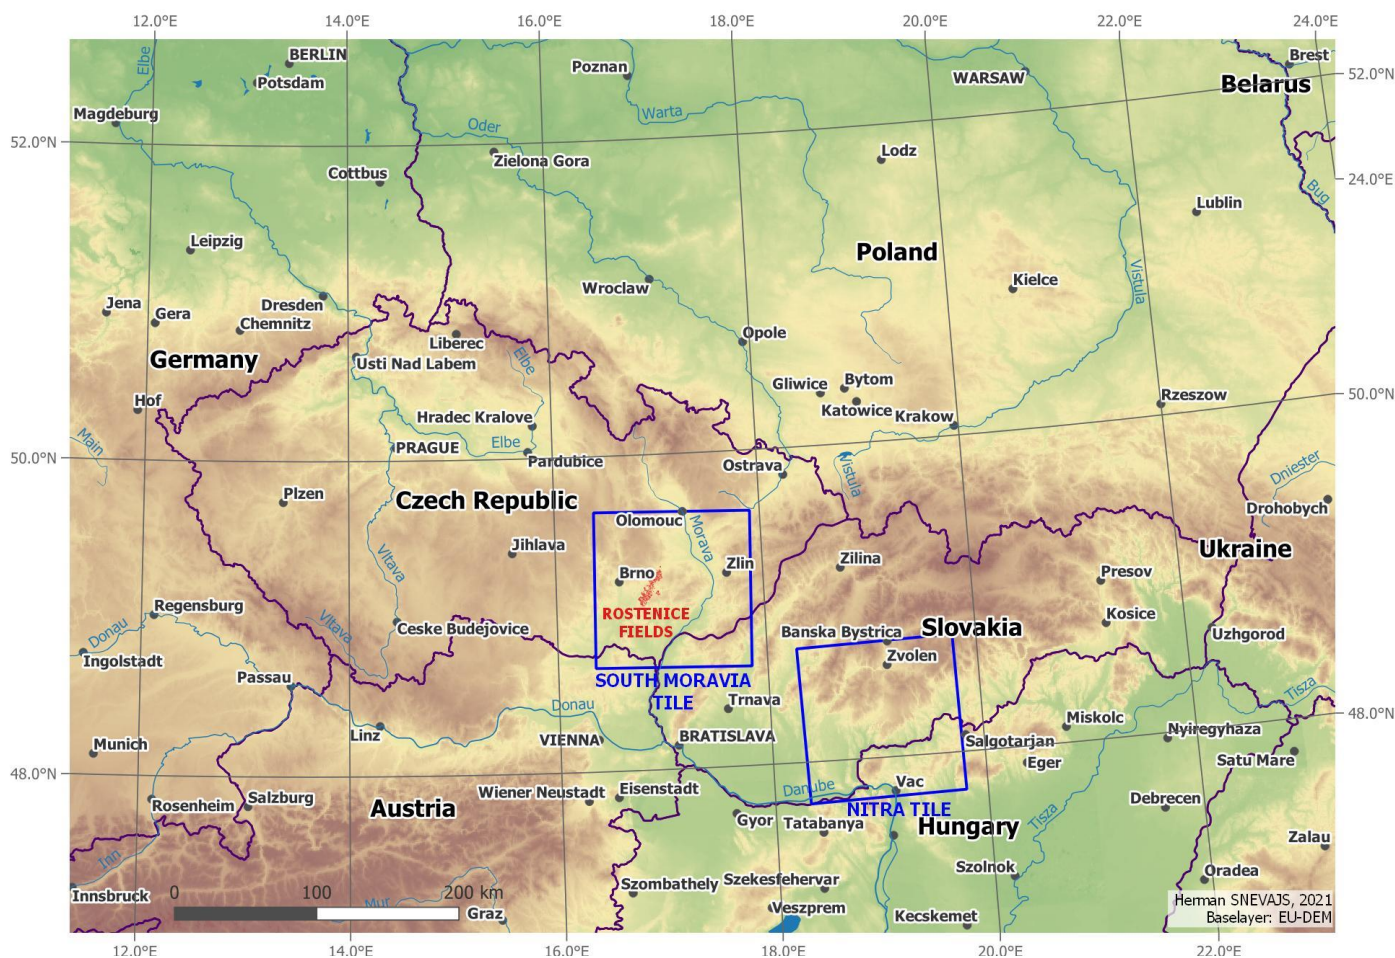 12.0°E 14.0°E 16.0°E 18.0°E 20.0°E 22.0°E 24.0°E
BERLIN
Elbe
Potsdam
Poznan
WARSAW
Brest
52.0°N
Belarus
Magdeburg
Warta
Oder
52.0°N
Zielona Gora
Lodz
Cottbus
24.0°E
Bug
Lublin
Leipzig
Poland
Kielce
Vistula
Wroclaw
Jena
Gera
Dresden
Chemnitz
Opole
Liberec
Germany
Usti Nad Labem
Elbe
Gliwice
Bytom
Katowice
Krakow
Rzeszow
50.0°N
Hof
Hradec Kralove
Main
PRAGUE
Elbe
50.0°N
Pardubice
Ostrava
Vistula
Dniester
Plzen
Czech Republic
Drohobych
Olomouc
Morava
Jihlava
Vltava
Zilina
Ukraine
Brno
Zlin
Presov
ROSTENICE
FIELDS
Regensburg
Kosice
Donau
Vltava
Ceske Budejovice
Banska Bystrica
Slovakia
Uzhgorod
Ingolstadt
Zvolen
Passau
SOUTH MORAVIA
TILE
Tisza
Trnava
Donau
48.0°N
Miskolc
Linz
VIENNA
BRATISLAVA
Nyiregyhaza
Munich
Salgotarjan
Satu Mare
Eger
48.0°N
Danube
Vac
Wiener Neustadt
Eisenstadt
Debrecen
Rosenheim
Salzburg
Austria
NITRA TILE
Gyor
Tatabanya
Hungary
Tisza
Zalau
Inn
Szolnok
Oradea
Szombathely
Szekesfehervar
0 100 200 km
Innsbruck
Mur
Graz
Veszprem
Kecskemet
Herman SNEVAJS, 2021
Baselayer: EU-DEM
12.0°E 14.0°E 16.0°E 18.0°E 20.0°E 22.0°E